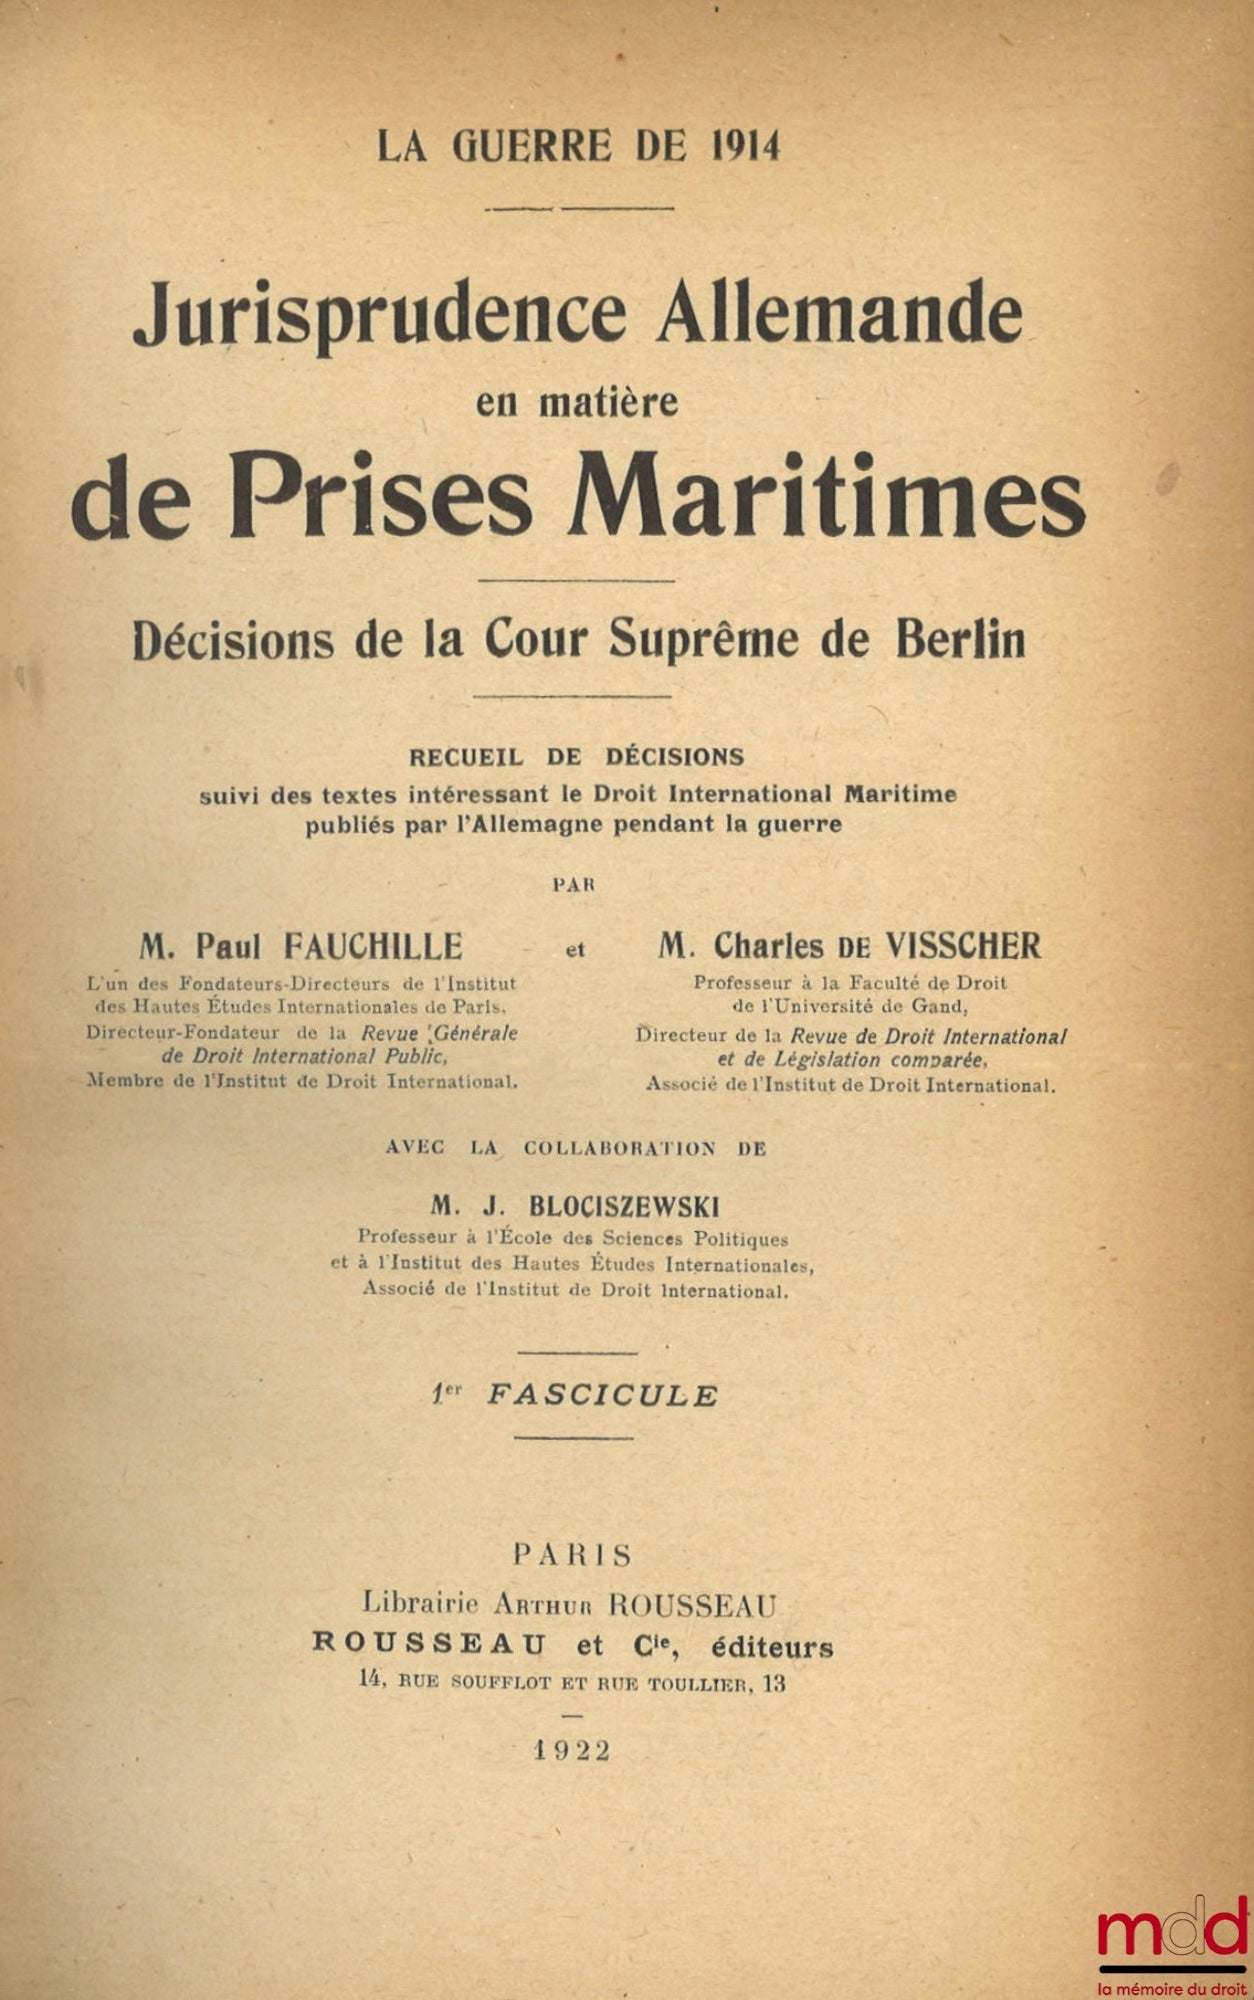 LA GUERRE DE 1914
Jurisprudence Allemande
en matière
de Prises Maritimes
Décisions de la Cour Suprême de Berlin
RECUEIL DE DÉCISIONS
suivi des textes intéressant le Droit International Maritime
publiés par l'Allemagne pendant la guerre
PAR
M. Paul FAUCHILLE
L'un des Fondateurs-Directeurs de l'Institut
des Hautes Études Internationales de Paris,
Directeur-Fondateur de la Revue Générale
de Droit International Public,
Membre de l'Institut de Droit International.
et
M. Charles DE VISSCHER
Professeur à la Faculté de Droit
de l'Université de Gand,
Directeur de la Revue de Droit International
et de Législation comparée,
Associé de l'Institut de Droit International.
AVEC LA COLLABORATION DE
M. J. BLOCISZEWSKI
Professeur à l'École des Sciences Politiques
et à l'Institut des Hautes Études Internationales,
Associé de l'Institut de Droit International.
1er FASCICULE
PARIS
Librairie ARTHUR ROUSSEAU
ROUSSEAU et Cie, éditeurs
14, RUE SOUFFLOT ET RUE TOULLIER, 13
1922
mdd
la mémoire du droit